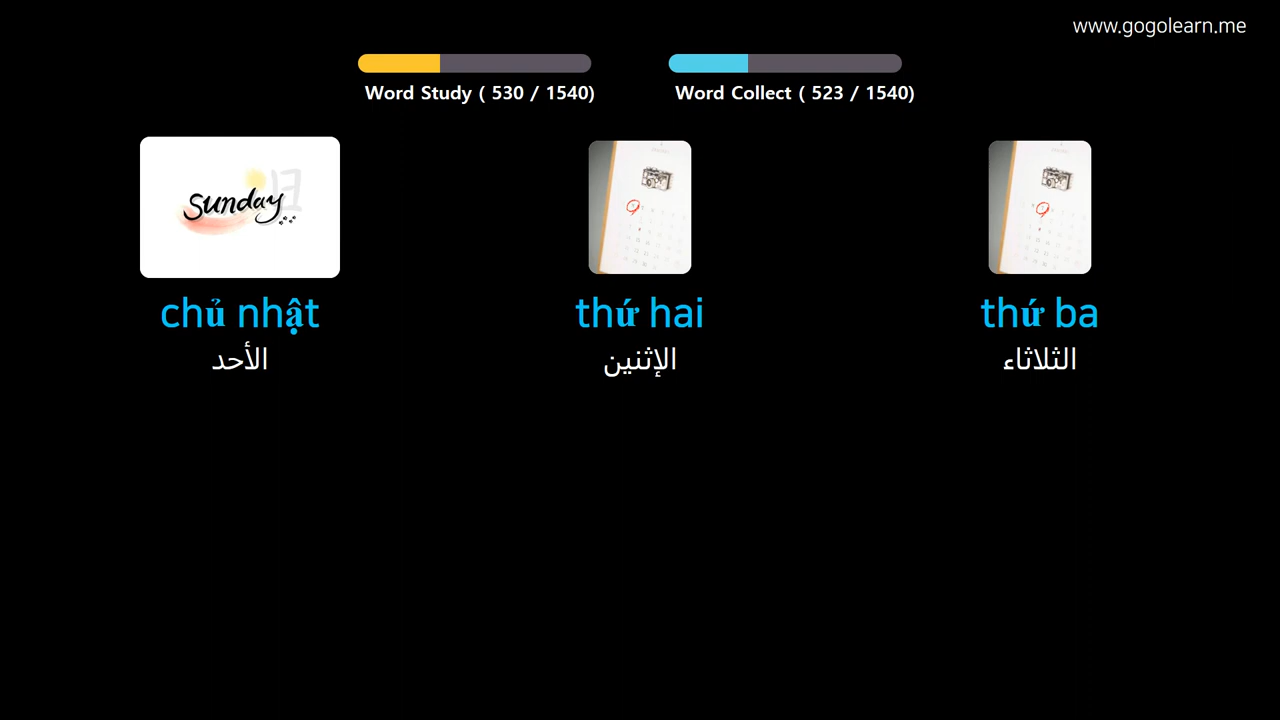 www.gogolearn.me
Word Study ( 530 / 1540)
Word Collect ( 523 / 1540)
sunday
日
chủ nhật
thứ hai
thứ ba
الأحد
الإثنين
الثلاثاء